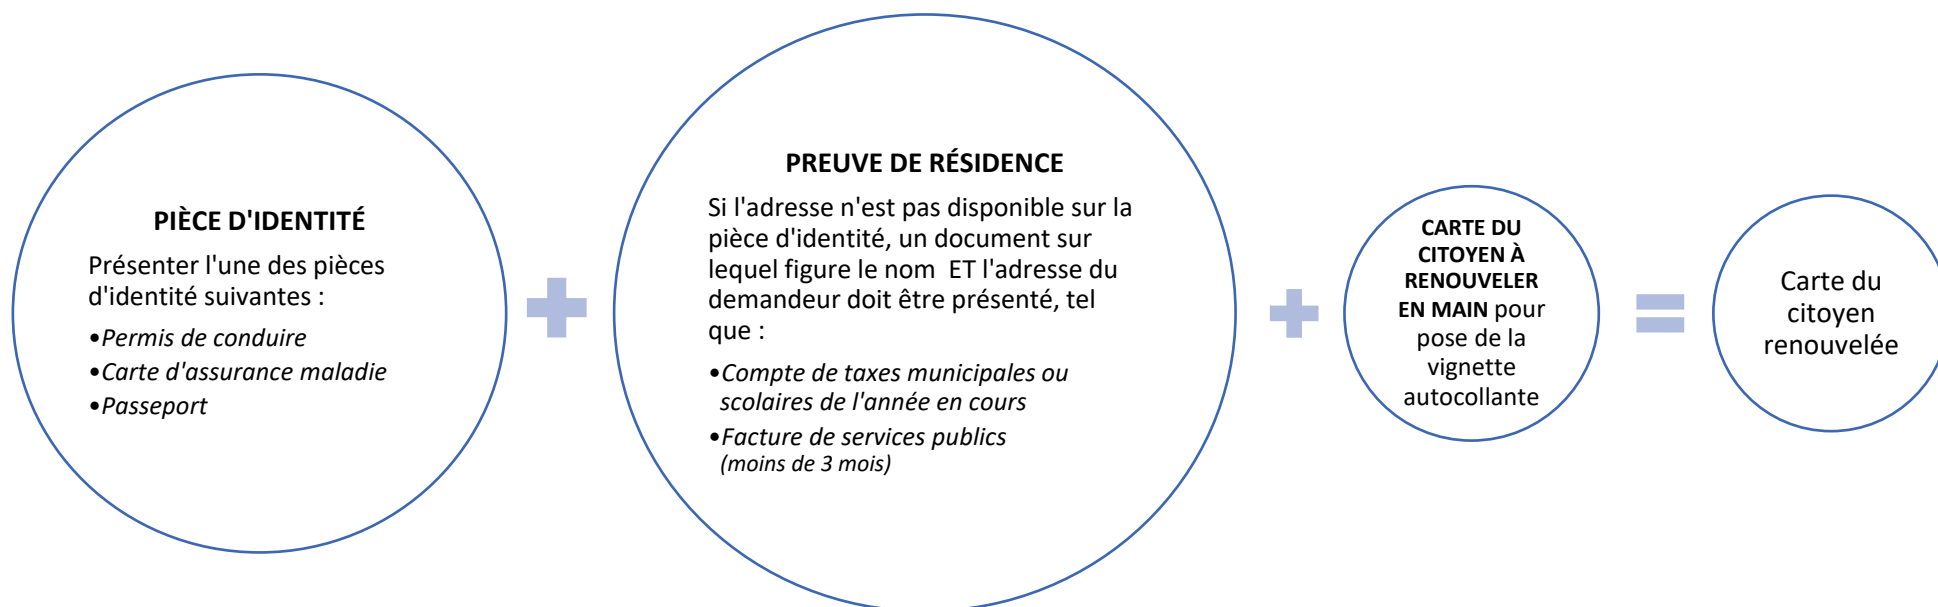 PIÈCE D'IDENTITÉ
Présenter l'une des pièces
d'identité suivantes :
•Permis de conduire
•Carte d'assurance maladie
•Passeport
PREUVE DE RÉSIDENCE
Si l'adresse n'est pas disponible sur la
pièce d'identité, un document sur
lequel figure le nom  ET l'adresse du
demandeur doit être présenté, tel
que :
•Compte de taxes municipales ou
scolaires de l'année en cours
•Facture de services publics
(moins de 3 mois)
CARTE DU
CITOYEN À
RENOUVELER
EN MAIN pour
pose de la
vignette
autocollante
Carte du
citoyen
renouvelée